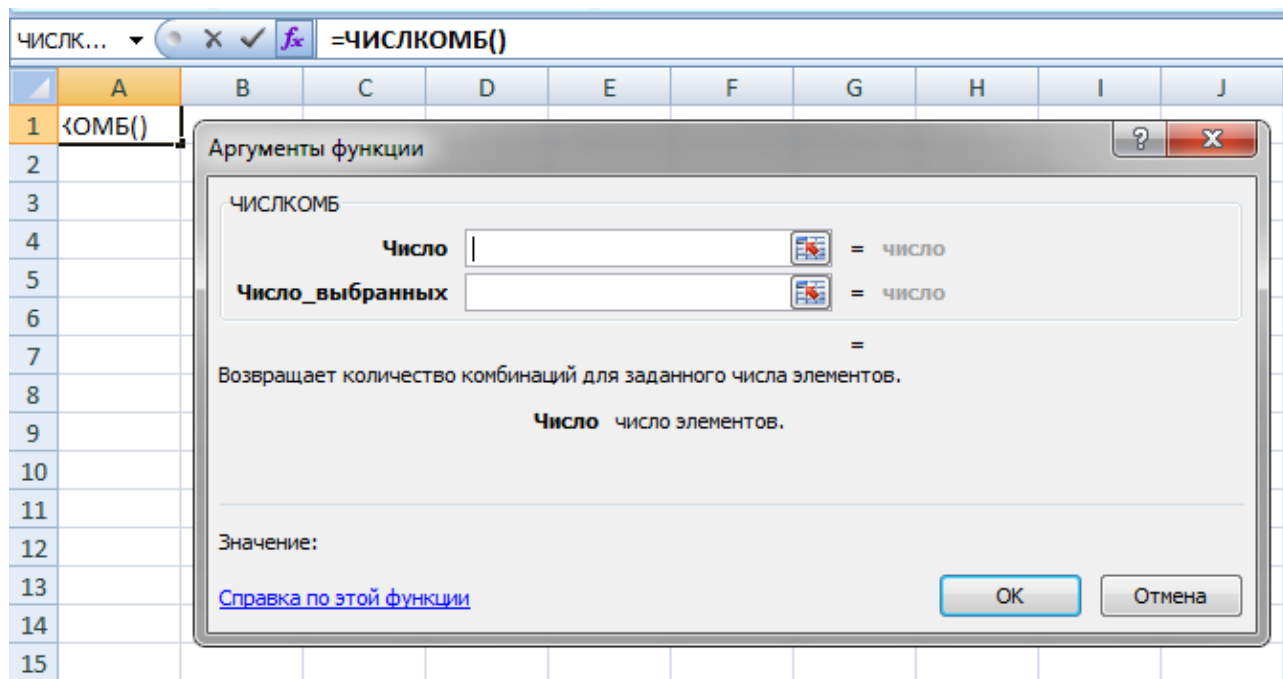 ЧИСЛК... fx =ЧИСЛКОМБ()
A B C D E F G H I J
1 КОМБ()
Аргументы функции ? X
2
3 ЧИСЛКОМБ
4 Число = число
5 Число_выбранных = число
6
7 =
Возвращает количество комбинаций для заданного числа элементов.
8
9 Число число элементов.
10
11
12 Значение:
13 Справка по этой функции ОК Отмена
14
15